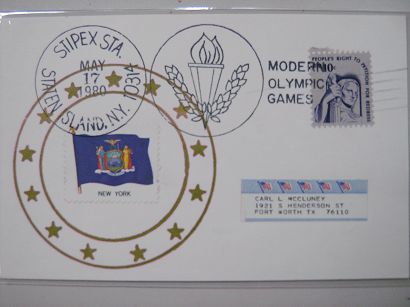 STIPEX STA.
MAY
17
1980
STATEN ISLAND, N.Y. 10314
MODERN
OLYMPIC
GAMES
PEOPLE'S RIGHT TO PETITION FOR REDRESS
NEW YORK
CARL L MCCLUNEY
1921 S HENDERSON ST
FORT WORTH TX 76110